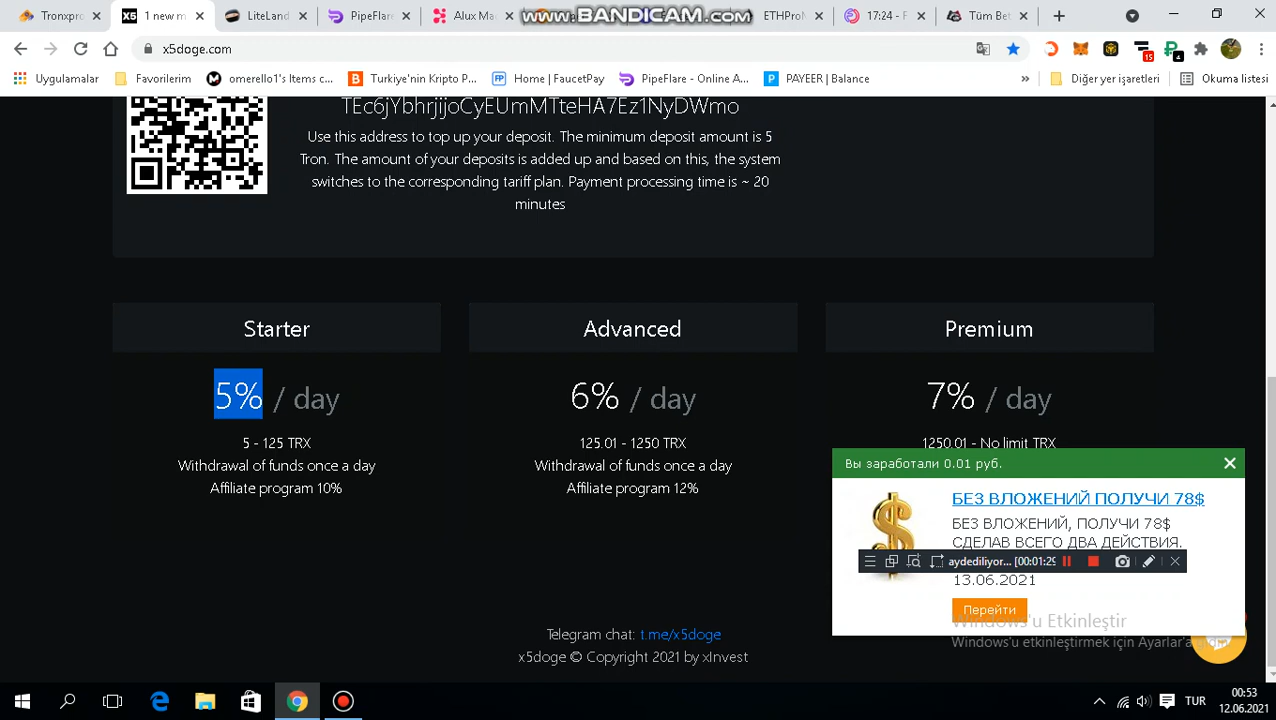 Tronxpro
1 new m
LiteLand
PipeFlare
Alux Ma
www.BANDICAM.com
ETHProV
17:24 - F
Tüm Bet
x5doge.com
15
4
Uygulamalar
Favorilerim
omerello1's Items c...
Turkiye'nin Kripto P...
Home | FaucetPay
PipeFlare - Online A...
PAYEER | Balance
»
Diğer yer işaretleri
Okuma listesi
TEc6jYbhrjijoCyEUmMTteHA7Ez1NyDWmo
Use this address to top up your deposit. The minimum deposit amount is 5
Tron. The amount of your deposits is added up and based on this, the system
switches to the corresponding tariff plan. Payment processing time is ~ 20
minutes
Starter
5% / day
5 - 125 TRX
Withdrawal of funds once a day
Affiliate program 10%
Advanced
6% / day
125.01 - 1250 TRX
Withdrawal of funds once a day
Affiliate program 12%
Premium
7% / day
1250.01 - No limit TRX
Вы заработали 0.01 руб.
БЕЗ ВЛОЖЕНИЙ ПОЛУЧИ 78$
БЕЗ ВЛОЖЕНИЙ, ПОЛУЧИ 78$
СДЕЛАВ ВСЕГО ДВА ДЕЙСТВИЯ.
aydediliyor... [00:01:29
13.06.2021
Перейти
Windows'u Etkinleştir
Windows'u etkinleştirmek için Ayarlar'a
Telegram chat: t.me/x5doge
x5doge © Copyright 2021 by xInvest
TUR
00:53
12.06.2021